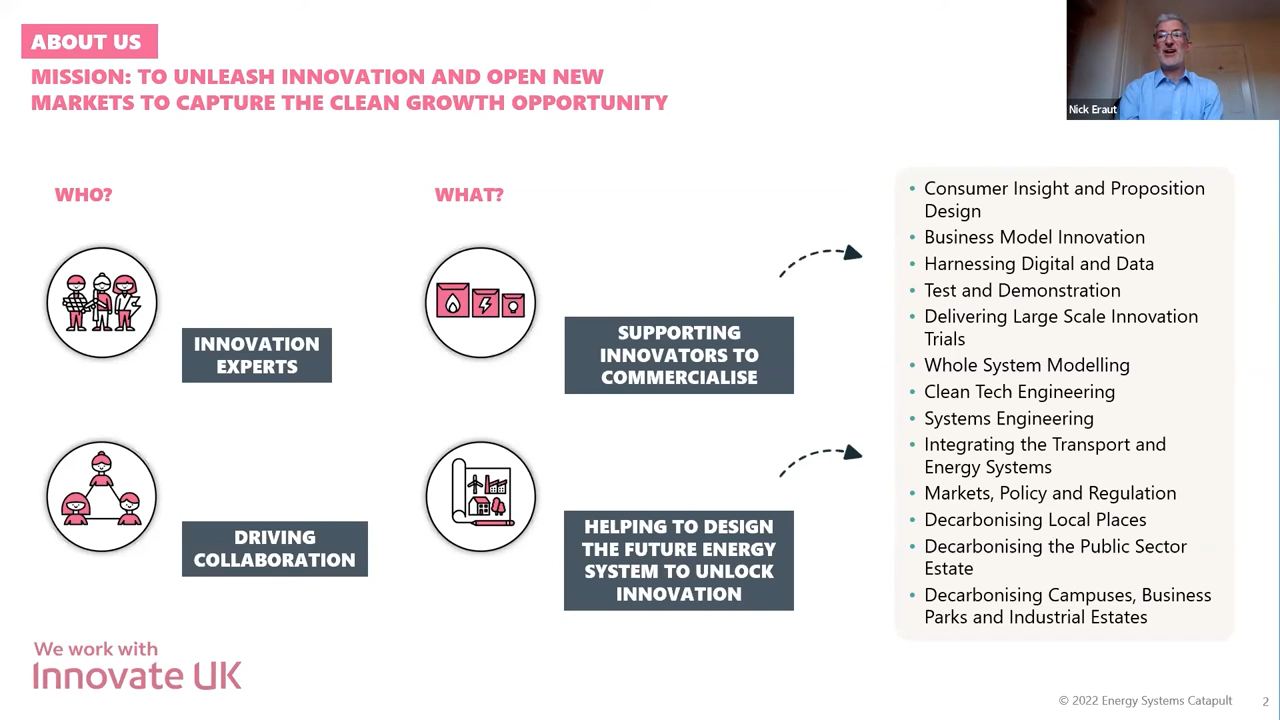 ABOUT US
MISSION: TO UNLEASH INNOVATION AND OPEN NEW
MARKETS TO CAPTURE THE CLEAN GROWTH OPPORTUNITY
Nick Eraut
WHO?
INNOVATION
EXPERTS
DRIVING
COLLABORATION
WHAT?
SUPPORTING
INNOVATORS TO
COMMERCIALISE
HELPING TO DESIGN
THE FUTURE ENERGY
SYSTEM TO UNLOCK
INNOVATION
• Consumer Insight and Proposition
Design
• Business Model Innovation
• Harnessing Digital and Data
• Test and Demonstration
• Delivering Large Scale Innovation
Trials
• Whole System Modelling
• Clean Tech Engineering
• Systems Engineering
• Integrating the Transport and
Energy Systems
• Markets, Policy and Regulation
• Decarbonising Local Places
• Decarbonising the Public Sector
Estate
• Decarbonising Campuses, Business
Parks and Industrial Estates
We work with
Innovate UK
© 2022 Energy Systems Catapult
2